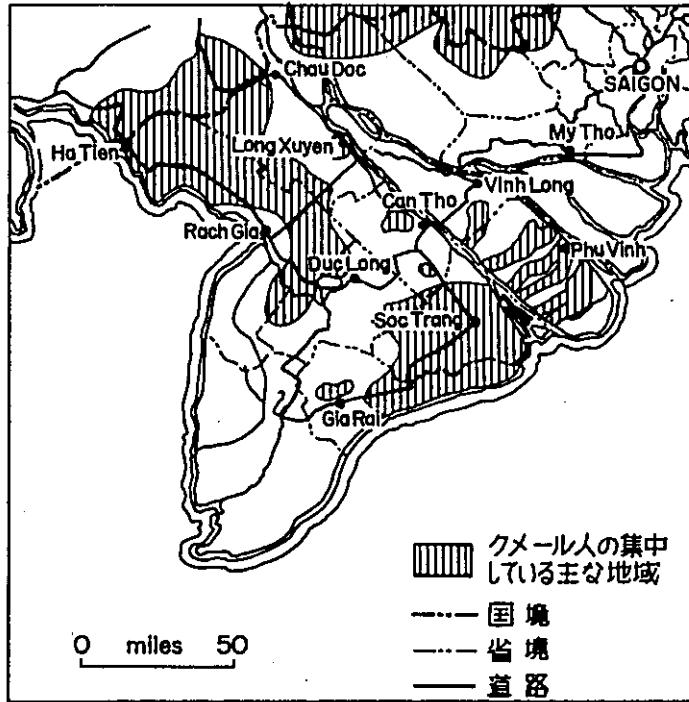 Chau Doc
SAIGON
My Tho
Long Xuyen
Ha Tien
Vinh Long
Can Tho
Rach Gia
Phu Vinh
Duc Long
Soc Trang
Gia Rai
クメール人の集中
している主な地域
国境
省境
道路
0 miles 50